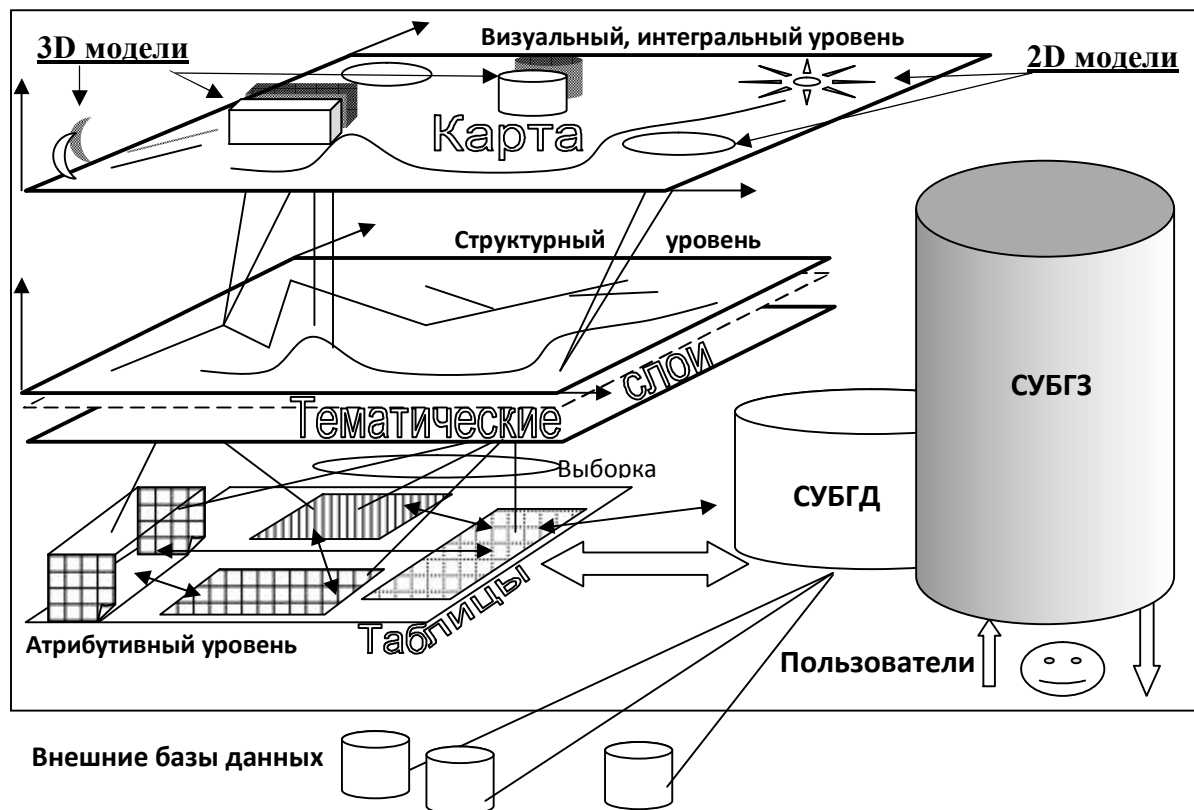 3D модели
Визуальный, интегральный уровень
2D модели
Карта
Структурный уровень
слои
Тематические
Выборка
СУБГЗ
СУБГД
Таблицы
Атрибутивный уровень
Пользователи
Внешние базы данных